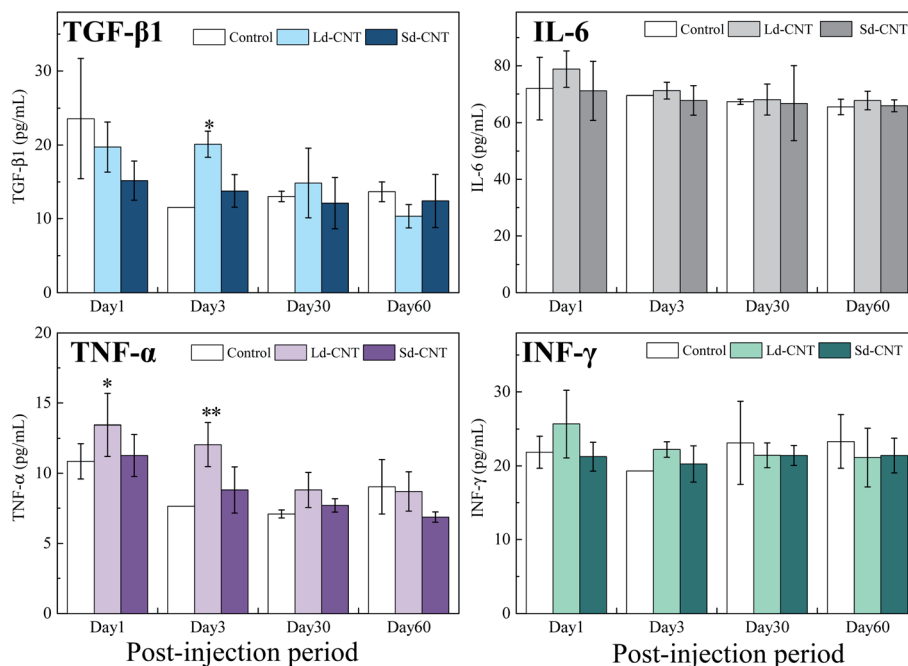 TGF-β1
Control Ld-CNT Sd-CNT
TGF-β1 (pg/mL)
30
20
10
0
*
Day1 Day3 Day30 Day60
IL-6
Control Ld-CNT Sd-CNT
IL-6 (pg/mL)
80
60
40
20
0
Day1 Day3 Day30 Day60
TNF-α
Control Ld-CNT Sd-CNT
TNF-α (pg/mL)
20
15
10
5
0
*
**
Day1 Day3 Day30 Day60
Post-injection period
INF-γ
Control Ld-CNT Sd-CNT
INF-γ (pg/mL)
30
20
10
0
Day1 Day3 Day30 Day60
Post-injection period